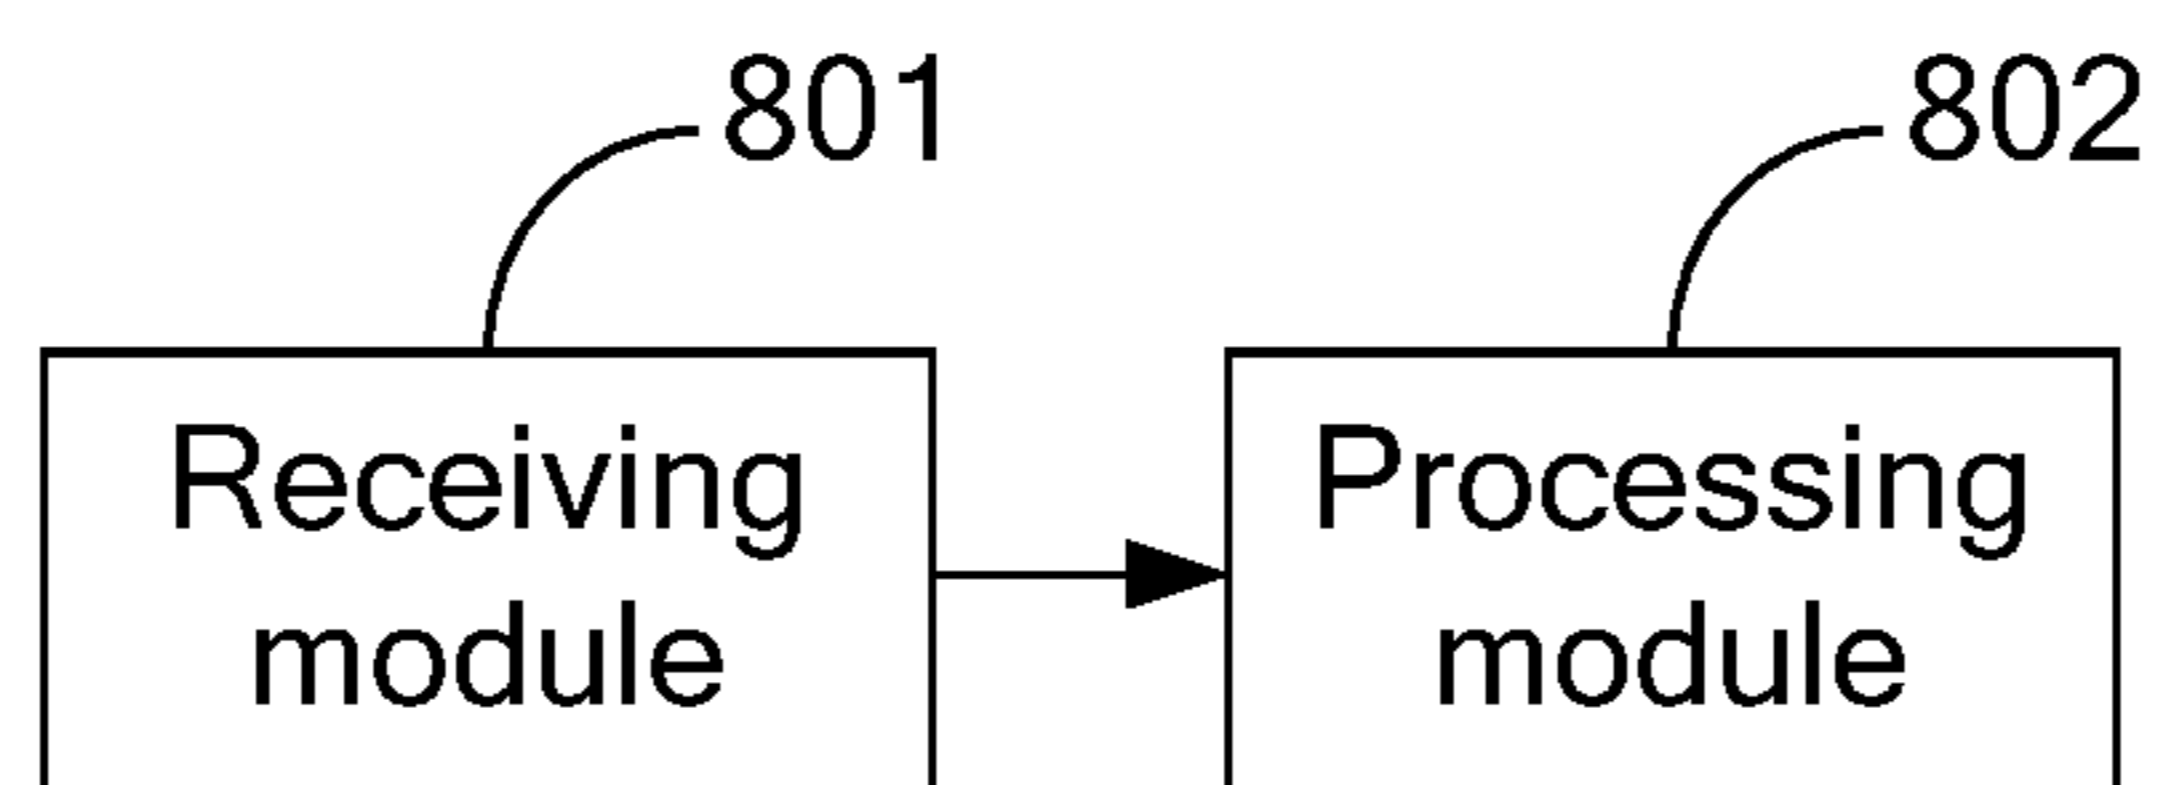 801
802
Receiving
module
Processing
module